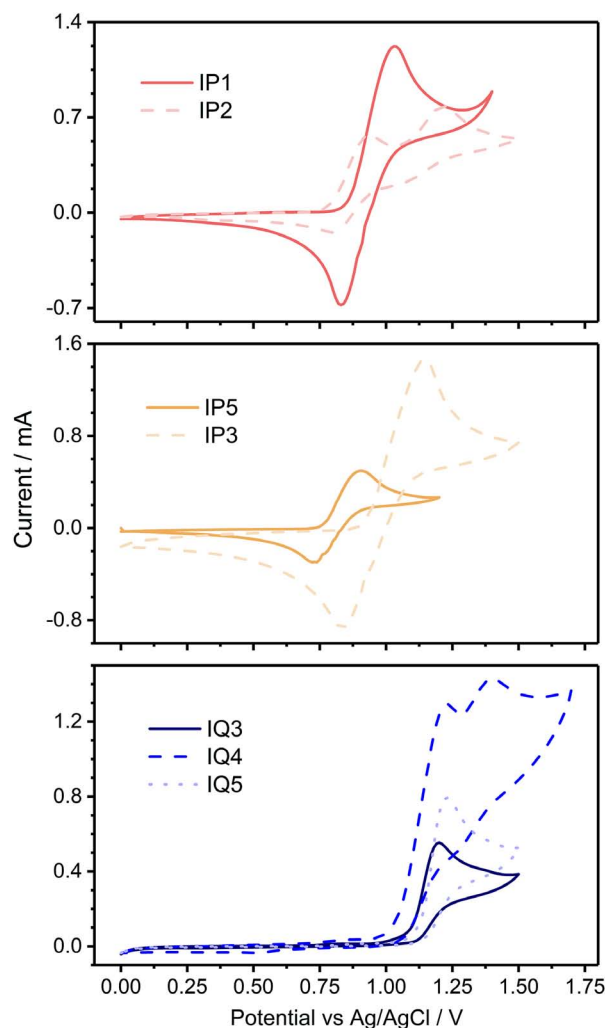 1.4
IP1
IP2
0.7
0.0
-0.7
1.6
IP5
IP3
0.8
0.0
-0.8
Current / mA
IQ3
IQ4
IQ5
1.2
0.8
0.4
0.0
0.00 0.25 0.50 0.75 1.00 1.25 1.50 1.75
Potential vs Ag/AgCl / V